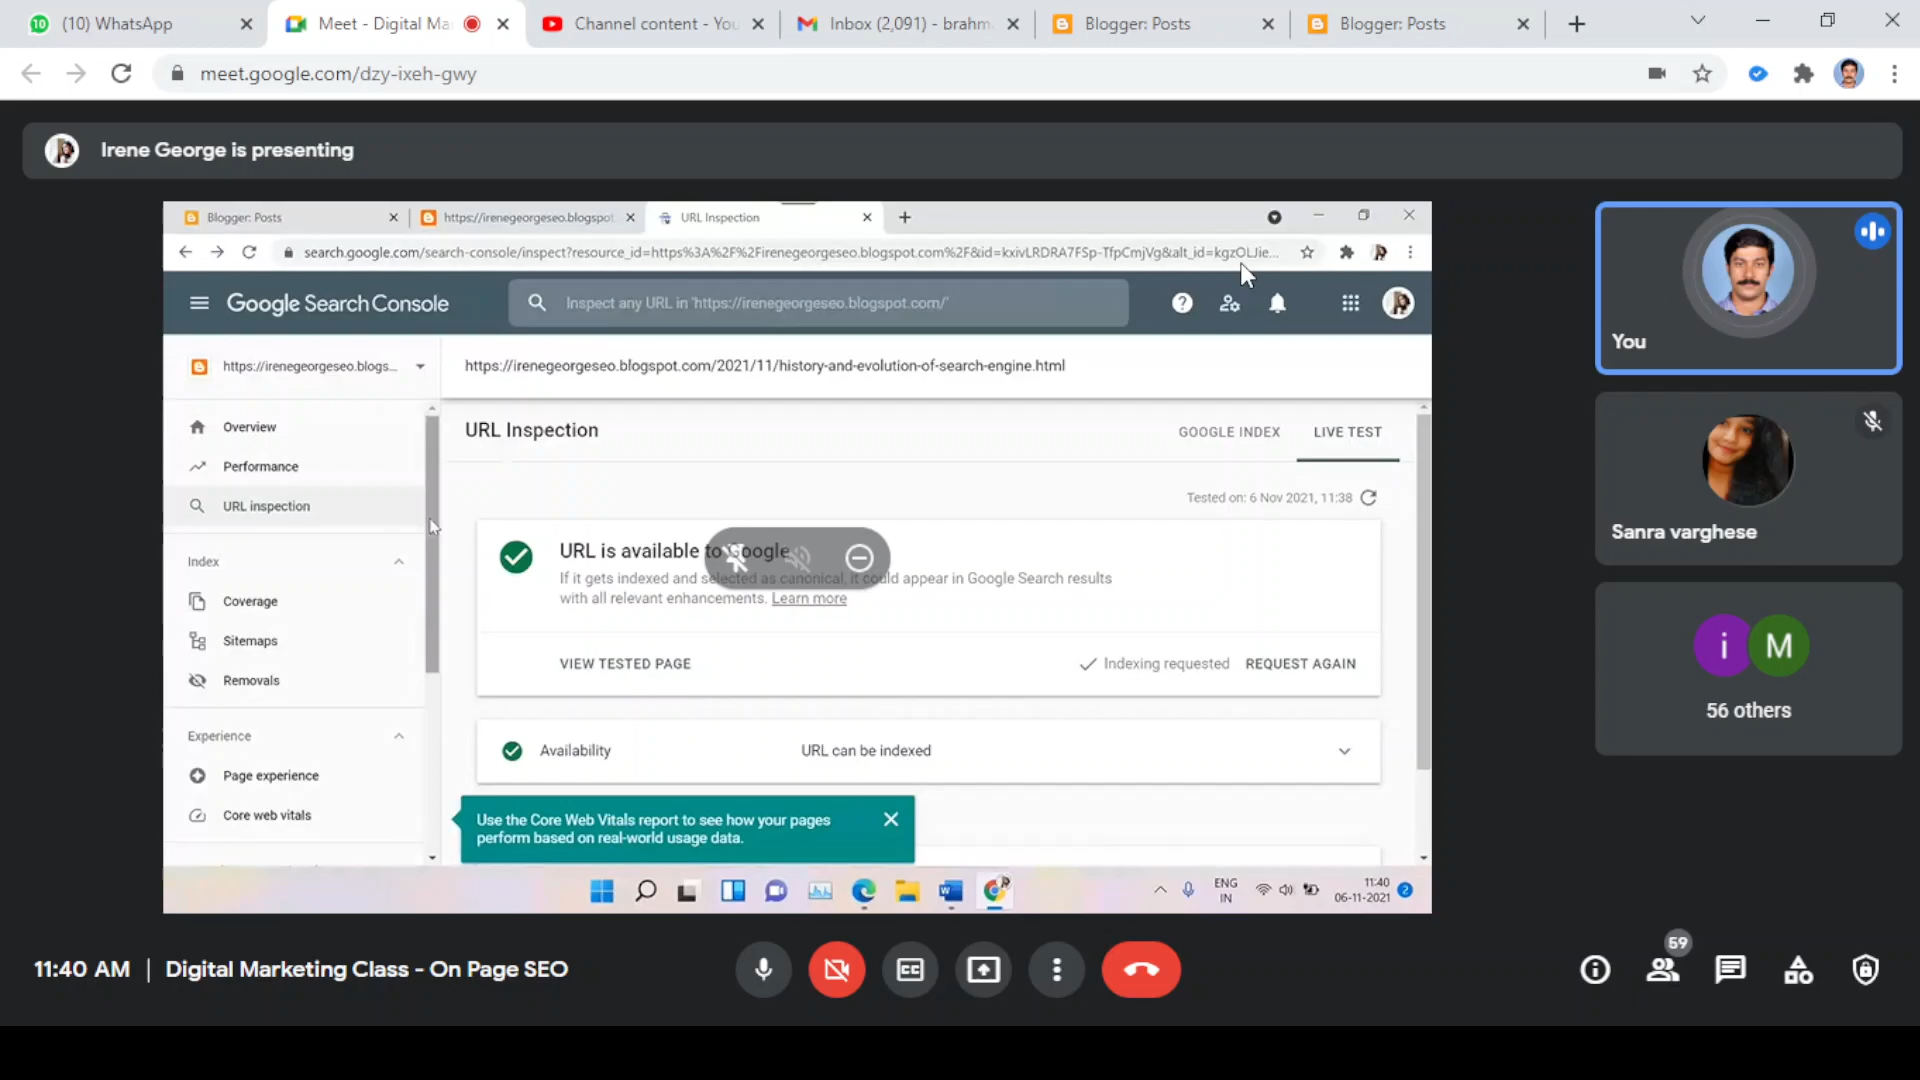 (10) WhatsApp
Meet - Digital Ma
Channel content - You
Inbox (2,091) - brahm
Blogger: Posts
Blogger: Posts
meet.google.com/dzy-ixeh-gwy
Irene George is presenting
Blogger: Posts
https://irenegeorgeseo.blogspot
URL Inspection
search.google.com/search-console/inspect?resource_id=https%3A%2F%2Firenegeorgeseo.blogspot.com%2F&id=kxivLRDRA7FSp-TfpCmjVg&alt_id=kgzOLJie...
Google Search Console
Inspect any URL in 'https://irenegeorgeseo.blogspot.com/'
https://irenegeorgeseo.blogs...
https://irenegeorgeseo.blogspot.com/2021/11/history-and-evolution-of-search-engine.html
Overview
Performance
URL inspection
Index
Coverage
Sitemaps
Removals
Experience
Page experience
Core web vitals
URL Inspection
GOOGLE INDEX
LIVE TEST
Tested on: 6 Nov 2021, 11:38
URL is available to Google
If it gets indexed and selected as canonical, it could appear in Google Search results
with all relevant enhancements. Learn more
VIEW TESTED PAGE
Indexing requested
REQUEST AGAIN
Availability
URL can be indexed
Use the Core Web Vitals report to see how your pages
perform based on real-world usage data.
ENG
IN
11:40
06-11-2021
2
You
Sanra varghese
i
M
56 others
11:40 AM | Digital Marketing Class - On Page SEO
CC
59